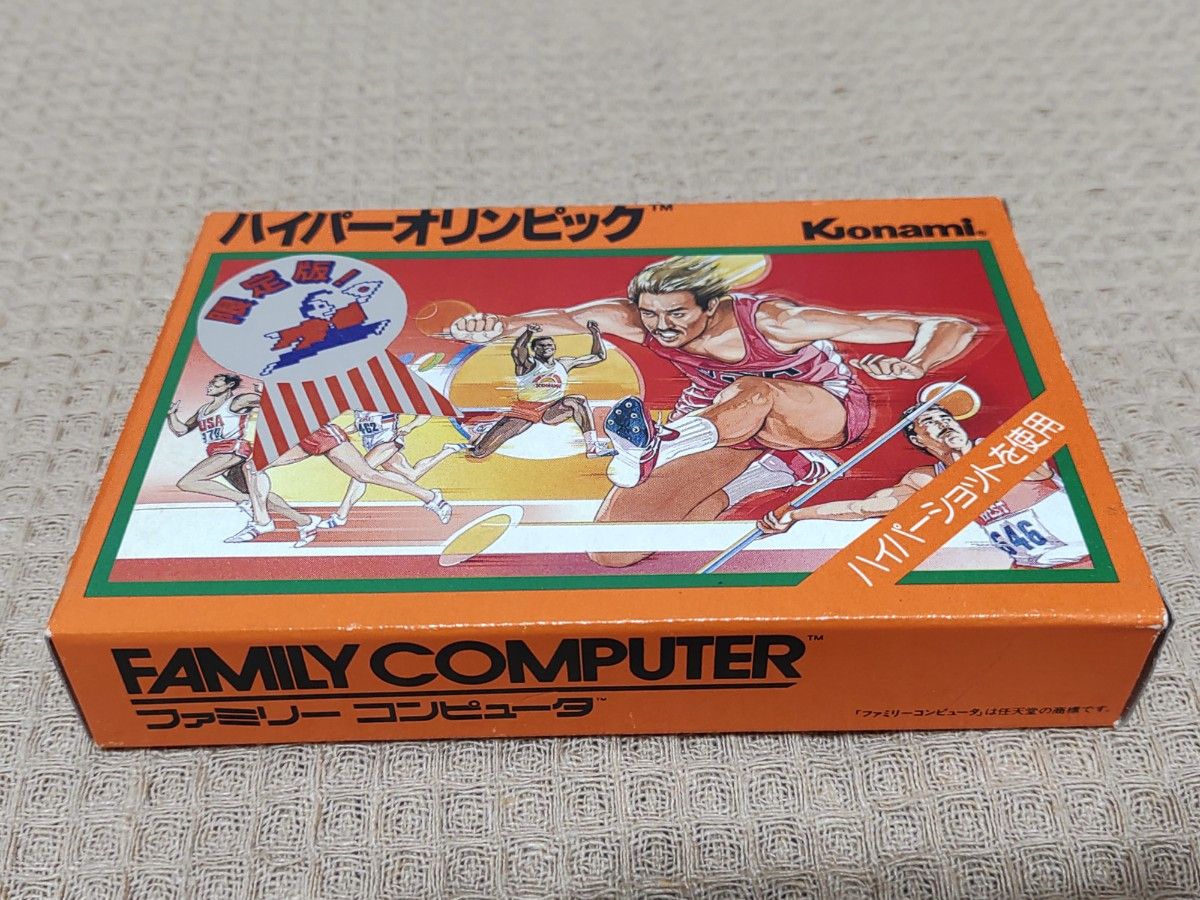 ハイパーオリンピック™
Konami®
限定版!
USA
462
646
ハイパーショットを使用
FAMILY COMPUTER™
ファミリー コンピュータ™
「ファミリーコンピュータ」は任天堂の商標です。